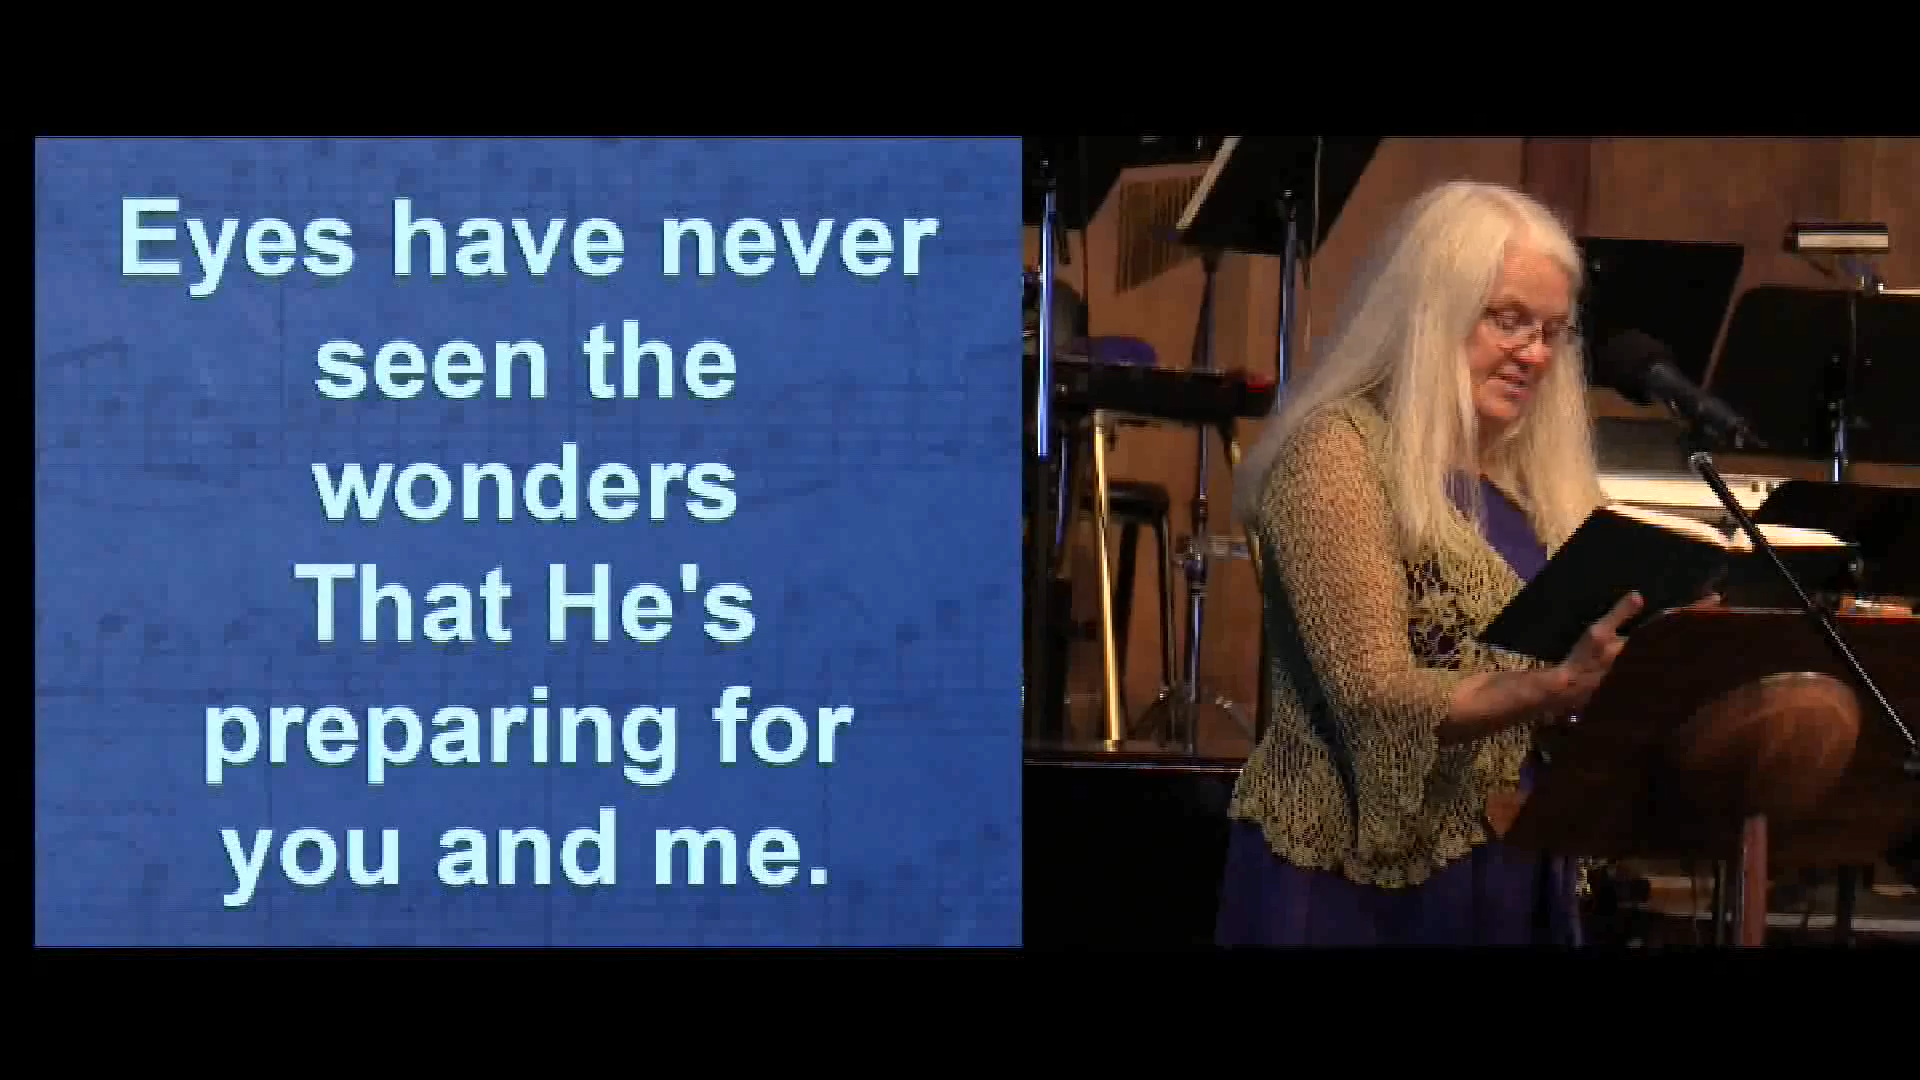 Eyes have never
seen the
wonders
That He's
preparing for
you and me.